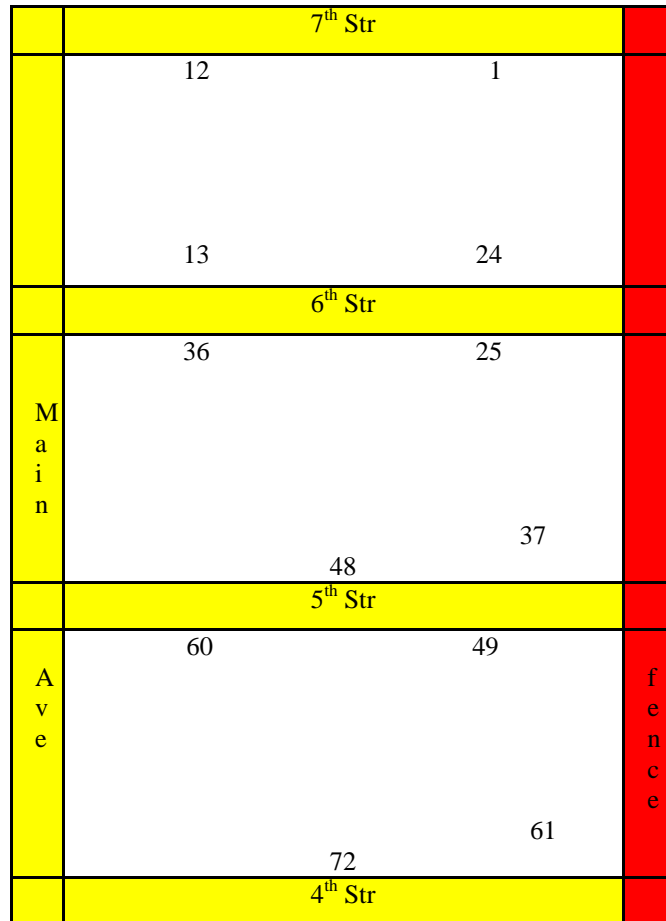 7th Str
12 1
13 24
6th Str
36 25
M
a
i
n
37
48
5th Str
60 49
A
v
e
f
e
n
c
e
61
72
4th Str